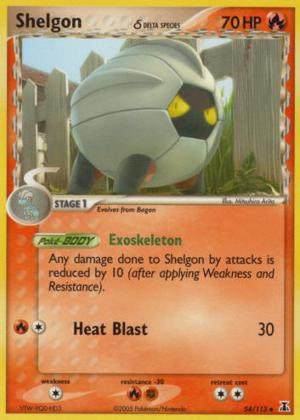 Shelgon δ DELTA SPECIES 70 HP
Illus. Mitsuhiro Arita
STAGE 1
Evolves from Bagon
Poké-BODY Exoskeleton
Any damage done to Shelgon by attacks is
reduced by 10 (after applying Weakness and
Resistance).
Heat Blast 30
weakness resistance -30 retreat cost
©2005 Pokémon/Nintendo 54/113